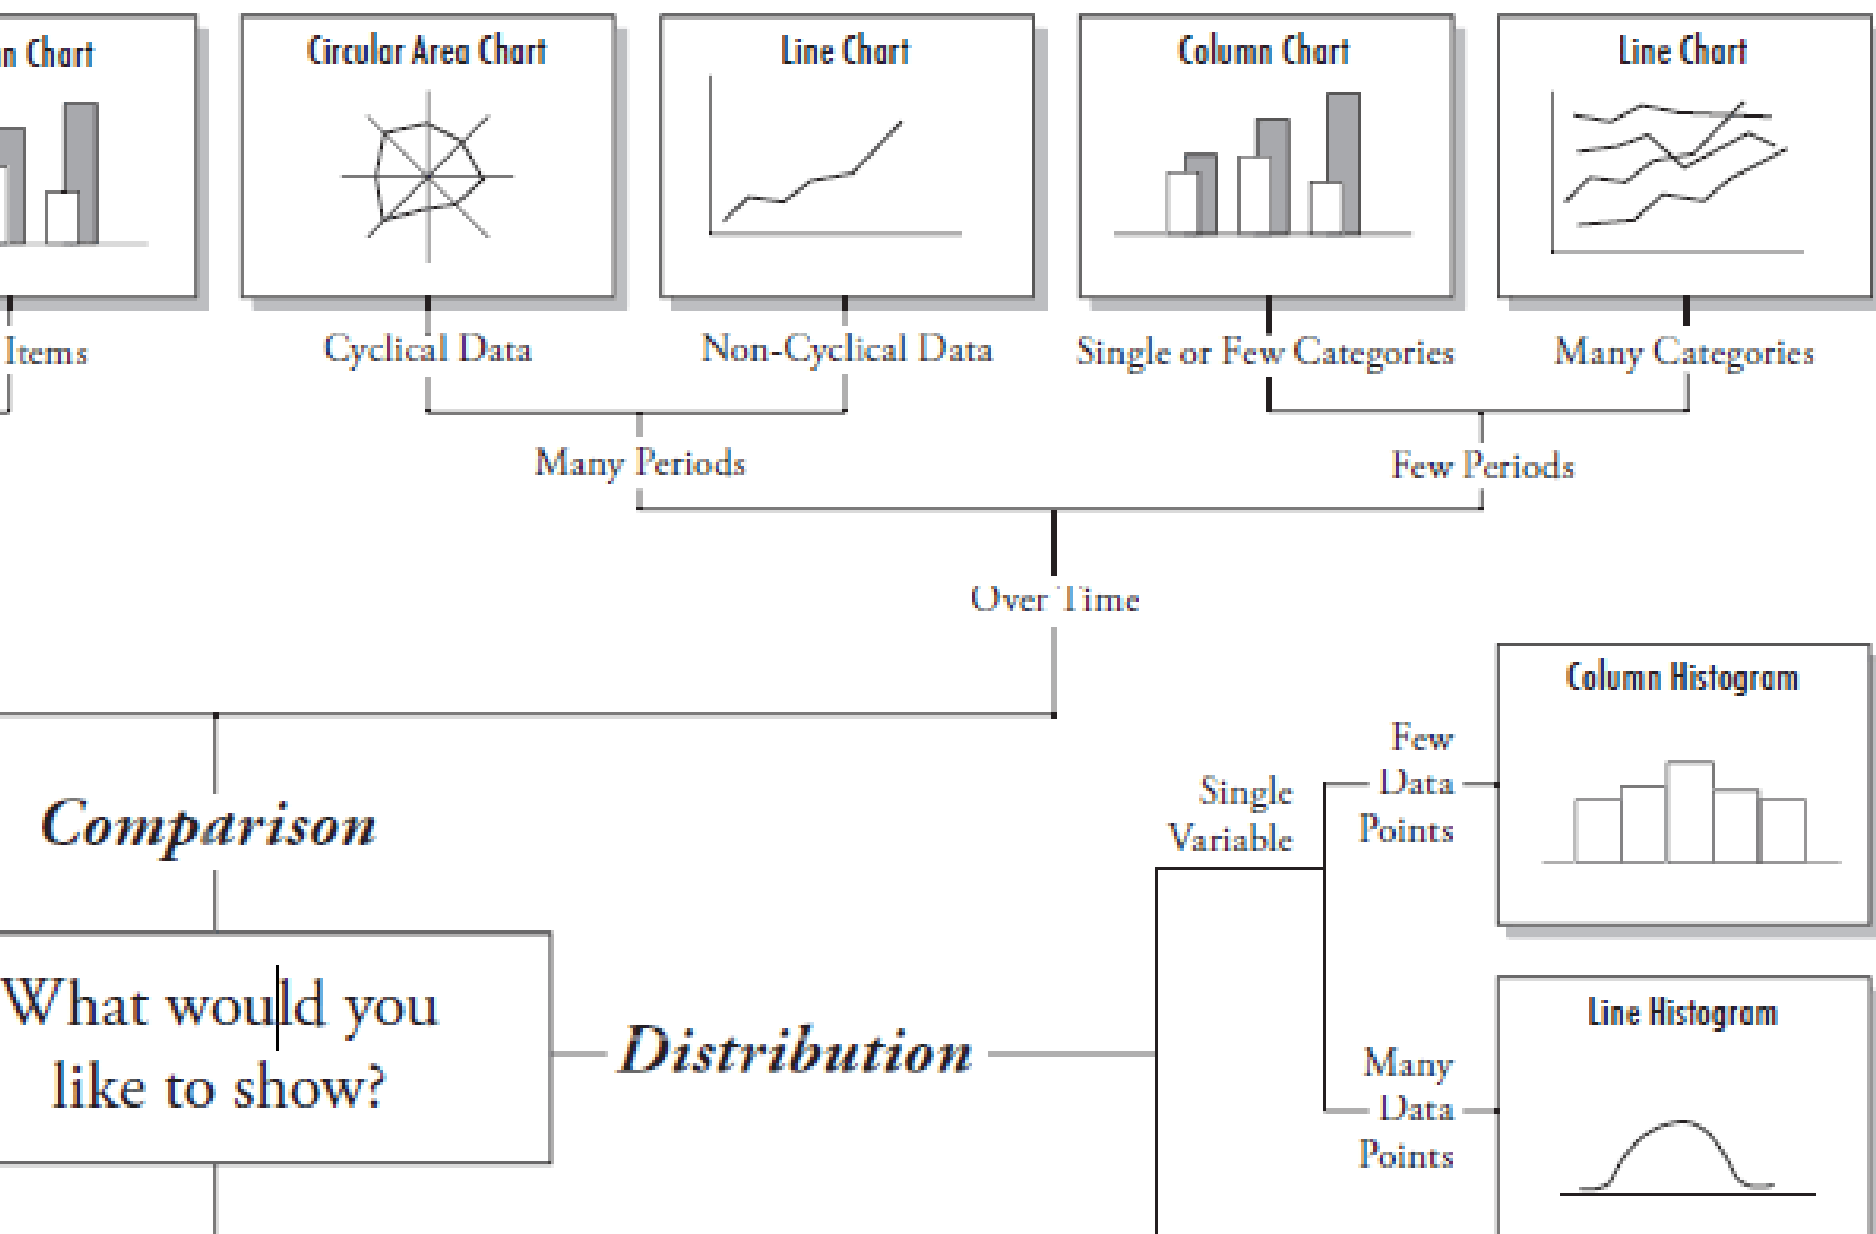 n Chart
Circular Area Chart
Line Chart
Column Chart
Line Chart
Items
Cyclical Data
Non-Cyclical Data
Single or Few Categories
Many Categories
Many Periods
Few Periods
Over Time
Column Histogram
Few
Data
Points
Single
Variable
Comparison
What would you
like to show?
Distribution
Line Histogram
Many
Data
Points